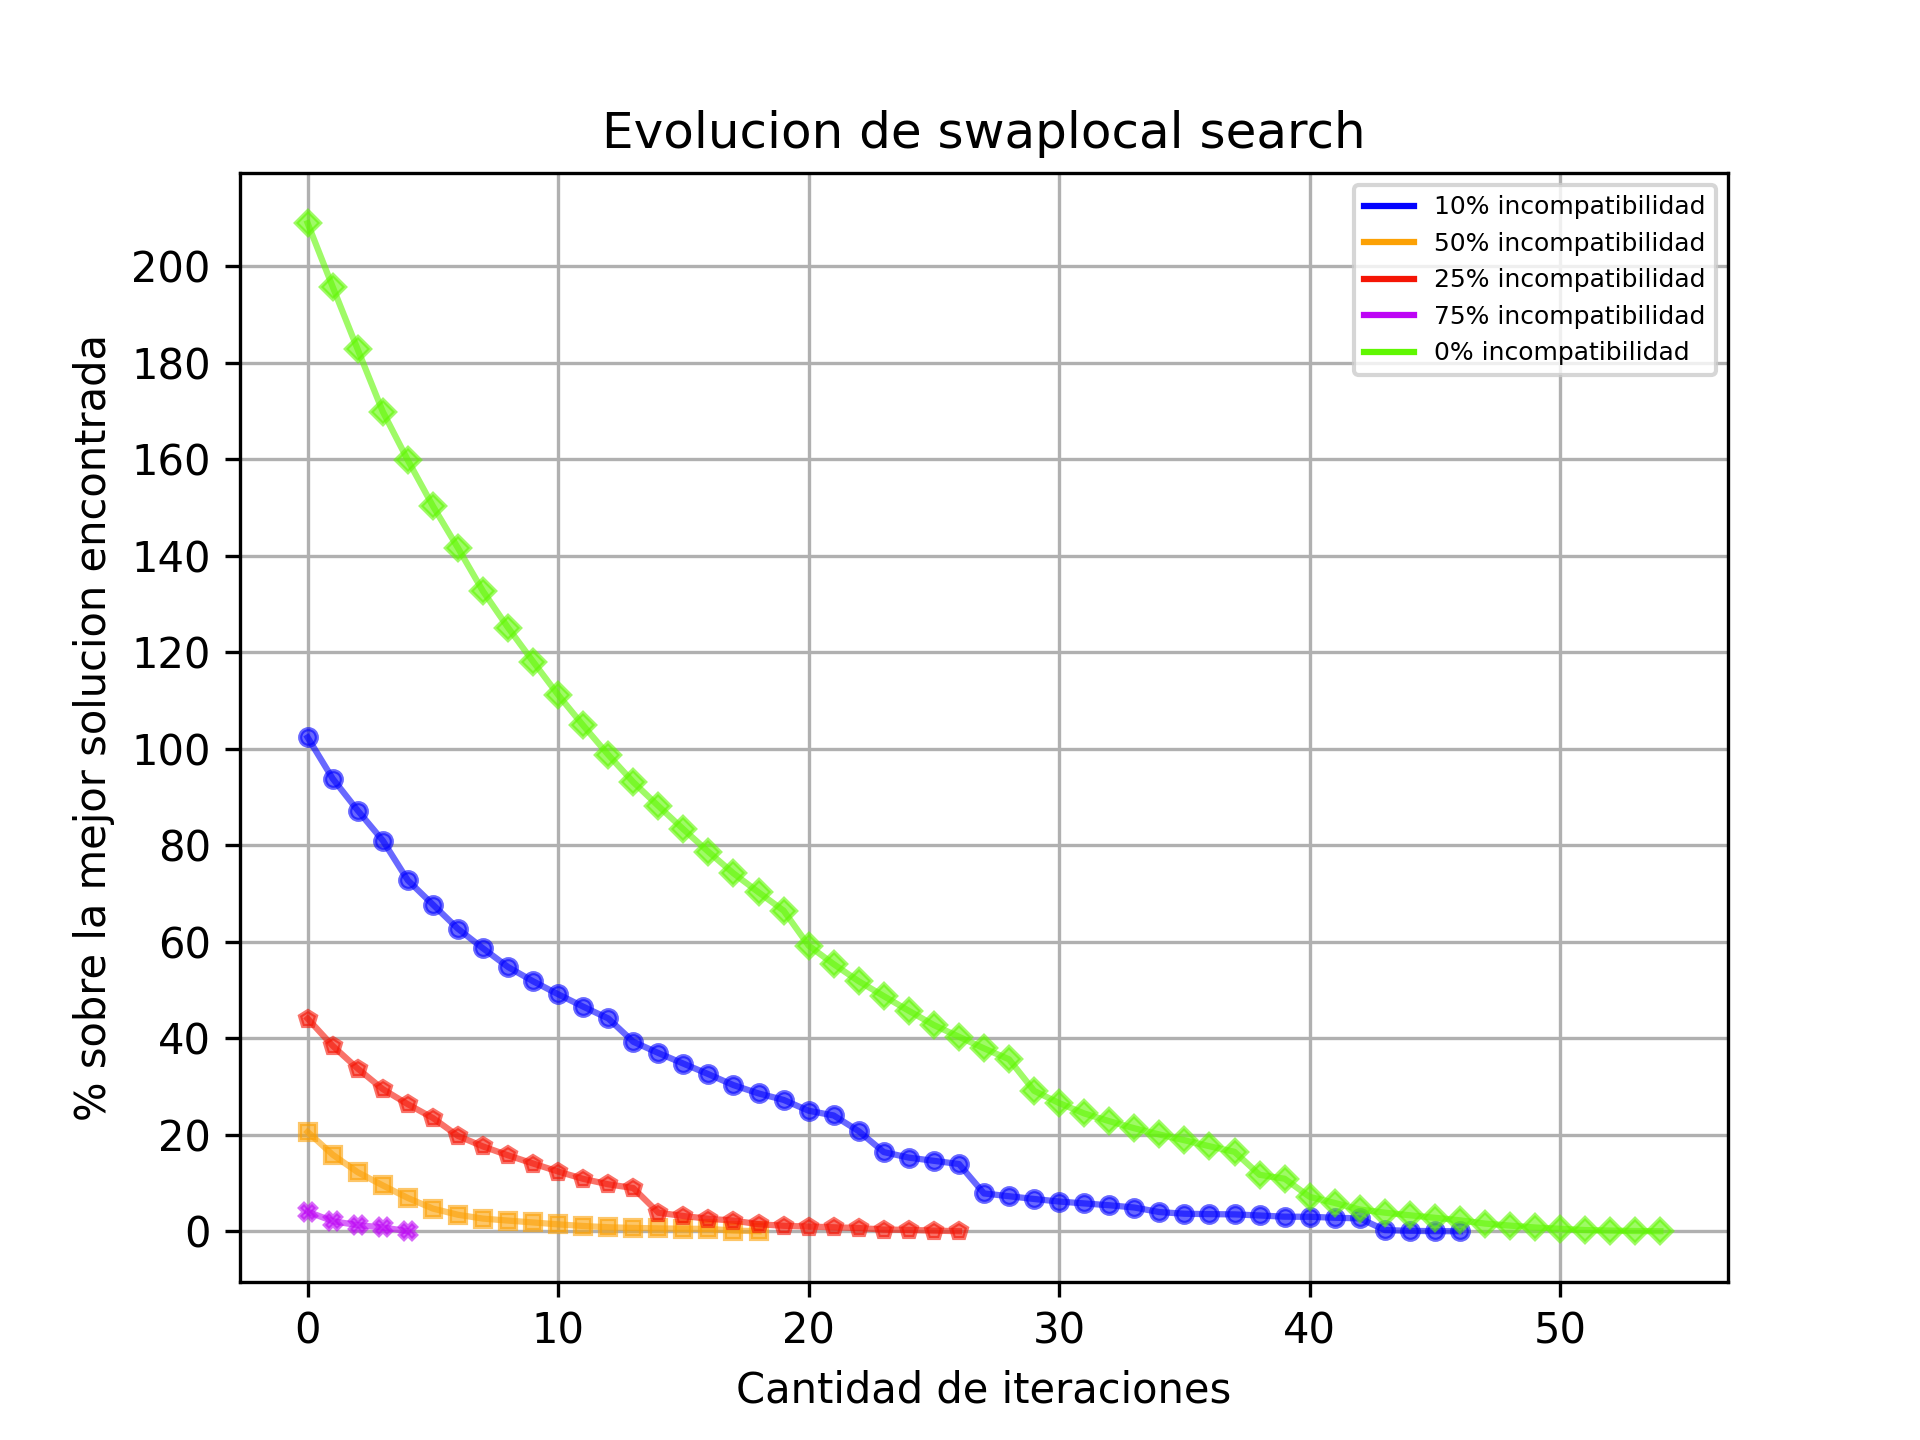 Evolucion de swaplocal search
10% incompatibilidad
50% incompatibilidad
25% incompatibilidad
75% incompatibilidad
0% incompatibilidad
% sobre la mejor solucion encontrada
200
180
160
140
120
100
80
60
40
20
0
0 10 20 30 40 50
Cantidad de iteraciones